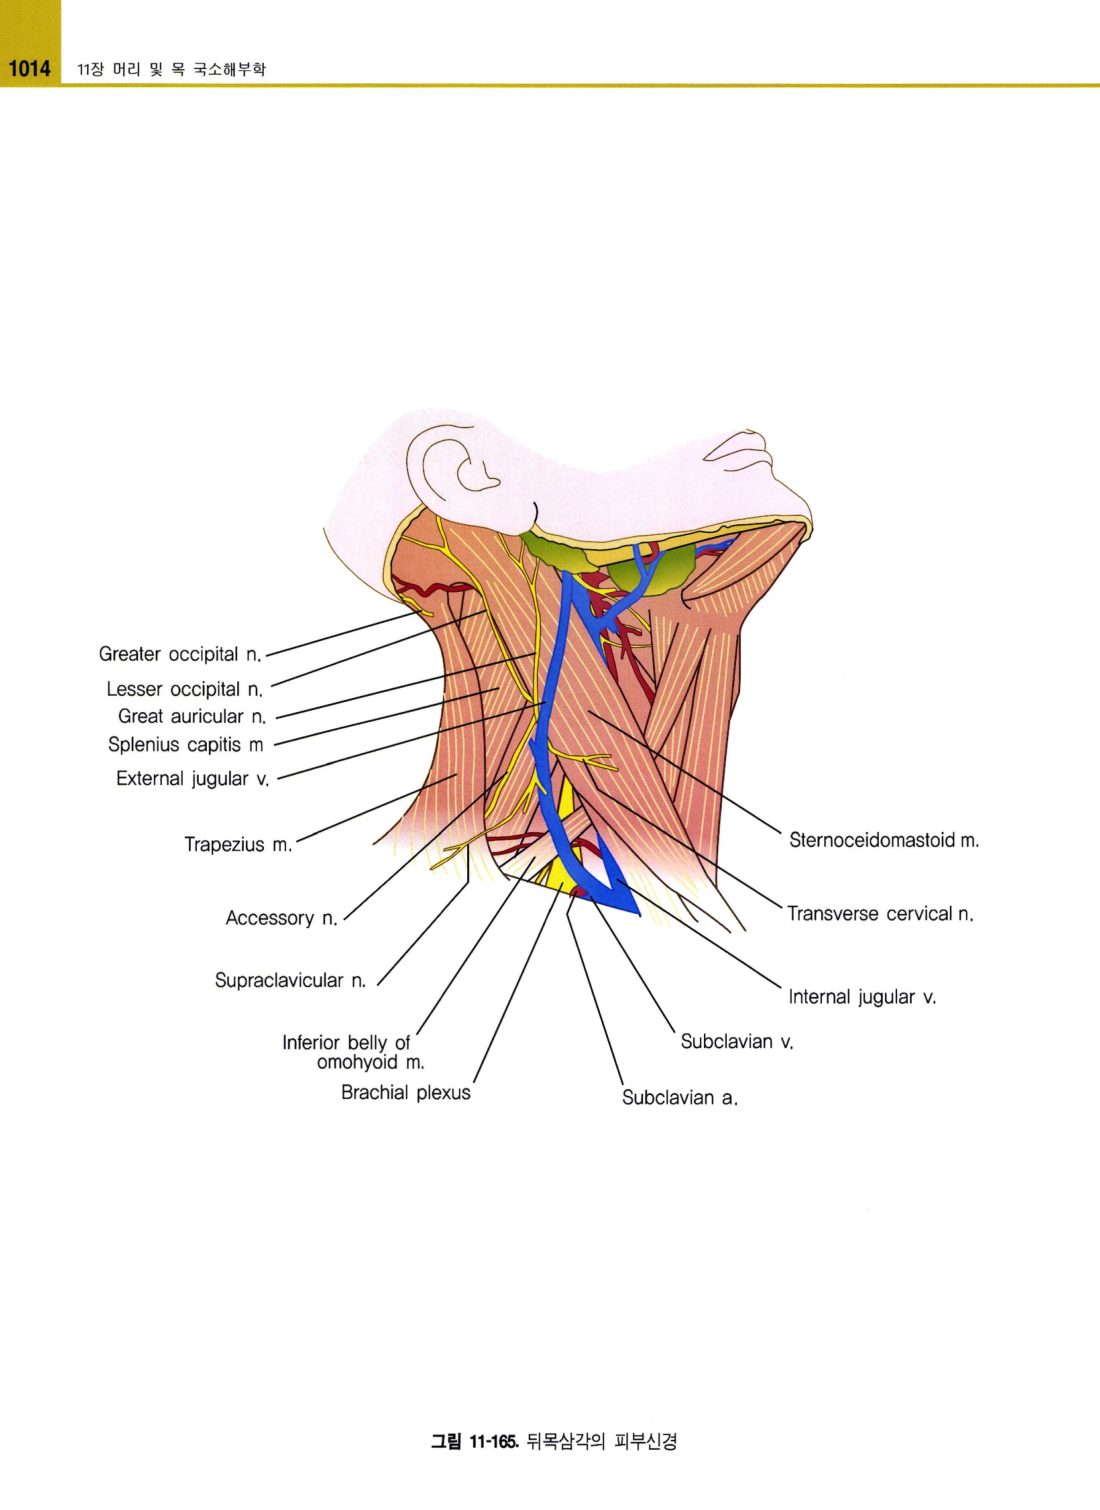 1014 11장 머리 및 목 국소해부학
Greater occipital n.
Lesser occipital n.
Great auricular n.
Splenius capitis m
External jugular v.
Trapezius m.
Accessory n.
Supraclavicular n.
Inferior belly of
omohyoid m.
Brachial plexus
Sternoceidomastoid m.
Transverse cervical n.
Internal jugular v.
Subclavian v.
Subclavian a.
그림 11-165. 뒤목삼각의 피부신경